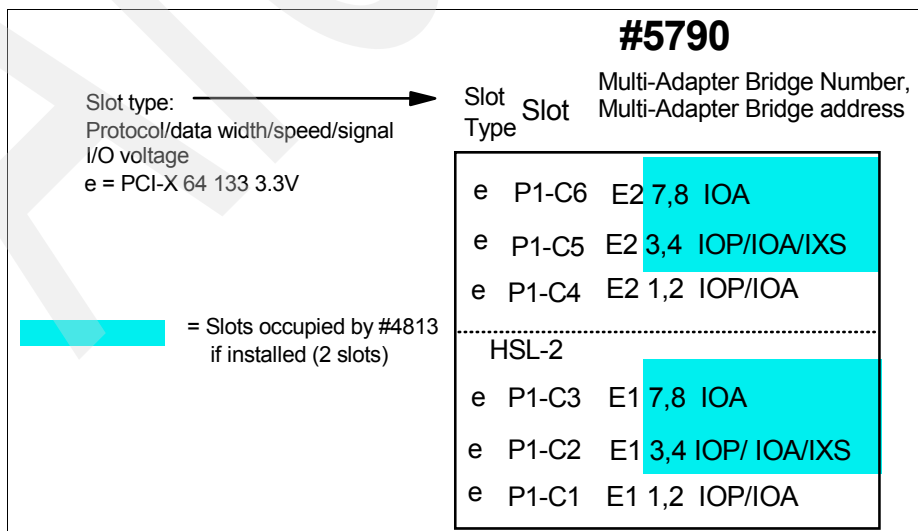 #5790
Slot type:
Protocol/data width/speed/signal
I/O voltage
e = PCI-X 64 133 3.3V
Slot
Type
Slot
Multi-Adapter Bridge Number,
Multi-Adapter Bridge address
e P1-C6 E2 7,8 IOA
e P1-C5 E2 3,4 IOP/IOA/IXS
e P1-C4 E2 1,2 IOP/IOA
= Slots occupied by #4813
if installed (2 slots)
HSL-2
e P1-C3 E1 7,8 IOA
e P1-C2 E1 3,4 IOP/ IOA/IXS
e P1-C1 E1 1,2 IOP/IOA